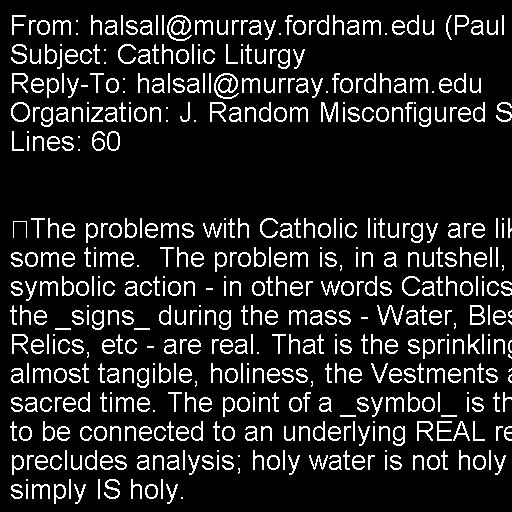 From: halsall@murray.fordham.edu (Paul
Subject: Catholic Liturgy
Reply-To: halsall@murray.fordham.edu
Organization: J. Random Misconfigured
Lines: 60
The problems with Catholic liturgy are
some time.  The problem is, in a nutshell,
symbolic action - in other words Catholics
the _signs_ during the mass - Water,
Relics, etc - are real. That is the sprinkling
almost tangible, holiness, the Vestments
sacred time. The point of a _symbol_ is
to be connected to an underlying REAL
precludes analysis; holy water is not holy
simply IS holy.